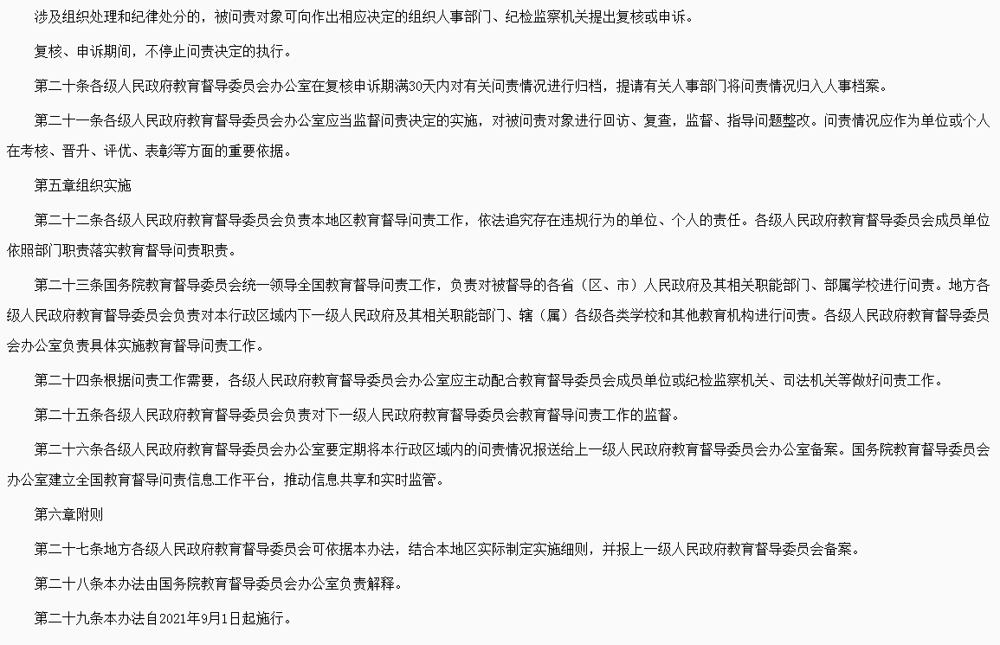 涉及组织处理和纪律处分的，被问责对象可向作出相应决定的组织人事部门、纪检监察机关提出复核或申诉。
复核、申诉期间，不停止问责决定的执行。
第二十条各级人民政府教育督导委员会办公室在复核申诉期满30天内对有关问责情况进行归档，提请有关人事部门将问责情况归入人事档案。
第二十一条各级人民政府教育督导委员会办公室应当监督问责决定的实施，对被问责对象进行回访、复查，监督、指导问题整改。问责情况应作为单位或个人
在考核、晋升、评优、表彰等方面的重要依据。
第五章组织实施
第二十二条各级人民政府教育督导委员会负责本地区教育督导问责工作，依法追究存在违规行为的单位、个人的责任。各级人民政府教育督导委员会成员单位
依照部门职责落实教育督导问责职责。
第二十三条国务院教育督导委员会统一领导全国教育督导问责工作，负责对被督导的各省（区、市）人民政府及其相关职能部门、部属学校进行问责。地方各
级人民政府教育督导委员会负责对本行政区域内下一级人民政府及其相关职能部门、辖（属）各级各类学校和其他教育机构进行问责。各级人民政府教育督导委员
会办公室负责具体实施教育督导问责工作。
第二十四条根据问责工作需要，各级人民政府教育督导委员会办公室应主动配合教育督导委员会成员单位或纪检监察机关、司法机关等做好问责工作。
第二十五条各级人民政府教育督导委员会负责对下一级人民政府教育督导委员会教育督导问责工作的监督。
第二十六条各级人民政府教育督导委员会办公室要定期将本行政区域内的问责情况报送给上一级人民政府教育督导委员会办公室备案。国务院教育督导委员会
办公室建立全国教育督导问责信息工作平台，推动信息共享和实时监管。
第六章附则
第二十七条地方各级人民政府教育督导委员会可依据本办法，结合本地区实际制定实施细则，并报上一级人民政府教育督导委员会备案。
第二十八条本办法由国务院教育督导委员会办公室负责解释。
第二十九条本办法自2021年9月1日起施行。